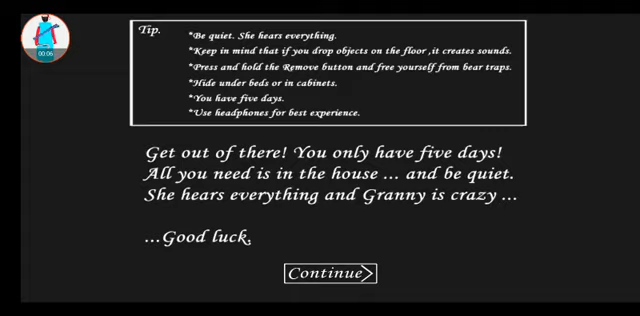 Tip.
*Be quiet. She hears everything.
*Keep in mind that if you drop objects on the floor ,it creates sounds.
*Press and hold the Remove button and free yourself from bear traps.
*Hide under beds or in cabinets.
*You have five days.
*Use headphones for best experience.
00:06
Get out of there! You only have five days!
All you need is in the house ... and be quiet.
She hears everything and Granny is crazy ...
...Good luck.
Continue>